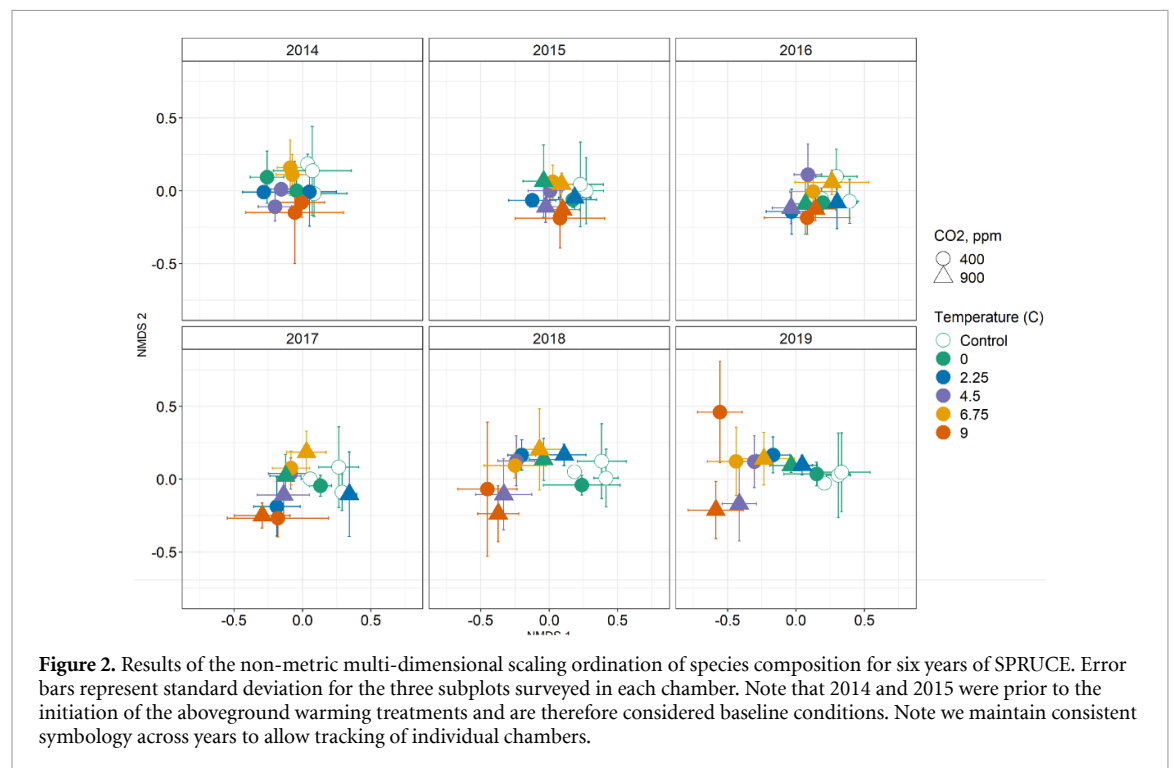 2014
2015
2016
0.5
0.0
-0.5
CO2, ppm
400
900
Temperature (C)
Control
0
2.25
4.5
6.75
9
NMDS 2
2017
2018
2019
0.5
0.0
-0.5
-0.5 0.0 0.5
-0.5 0.0 0.5
-0.5 0.0 0.5
NMDS 1
Figure 2. Results of the non-metric multi-dimensional scaling ordination of species composition for six years of SPRUCE. Error
bars represent standard deviation for the three subplots surveyed in each chamber. Note that 2014 and 2015 were prior to the
initiation of the aboveground warming treatments and are therefore considered baseline conditions. Note we maintain consistent
symbology across years to allow tracking of individual chambers.